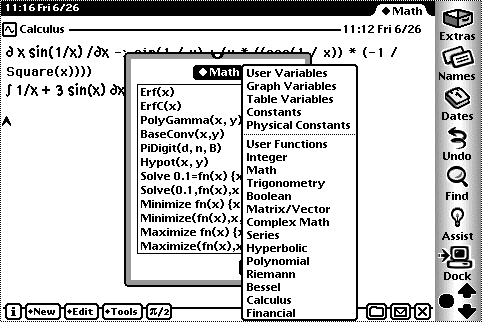 11:16 Fri 6/26
◆Math
Calculus
11:12 Fri 6/26
∂ x sin(1/x) /∂x -> sin(1 / x) + (x * ((cos(1 / x)) * (-1 /
Square(x))))
∫ 1/x + 3 sin(x) ∂x
◆Math
Erf(x)
ErfC(x)
PolyGamma(x, y)
BaseConv(x,y)
PiDigit(d, n, B)
Hypot(x, y)
Solve 0.1=fn(x) {x
Solve(0.1,fn(x),x
Minimize fn(x) {x
Minimize(fn(x),x,
Maximize fn(x) {x
Maximize(fn(x),x,
User Variables
Graph Variables
Table Variables
Constants
Physical Constants
User Functions
Integer
Math
Trigonometry
Boolean
Matrix/Vector
Complex Math
Series
Hyperbolic
Polynomial
Riemann
Bessel
Calculus
Financial
Extras
Names
Dates
Undo
Find
Assist
Dock
i
◆New
◆Edit
◆Tools
π/2
X